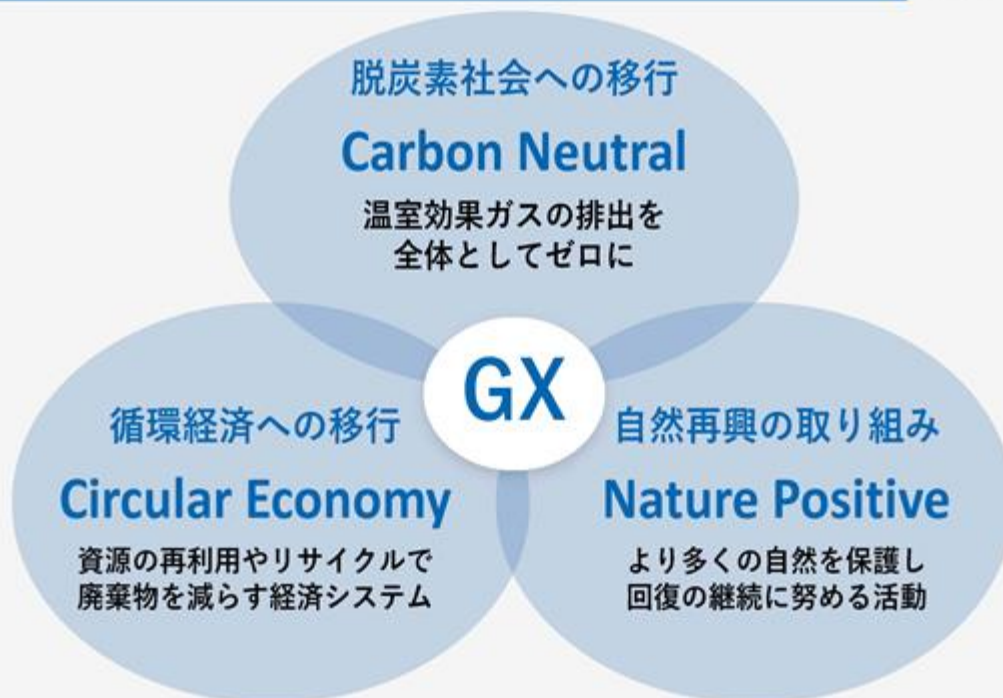 脱炭素社会への移行
Carbon Neutral
温室効果ガスの排出を
全体としてゼロに
GX
循環経済への移行
Circular Economy
資源の再利用やリサイクルで
廃棄物を減らす経済システム
自然再興の取り組み
Nature Positive
より多くの自然を保護し
回復の継続に努める活動